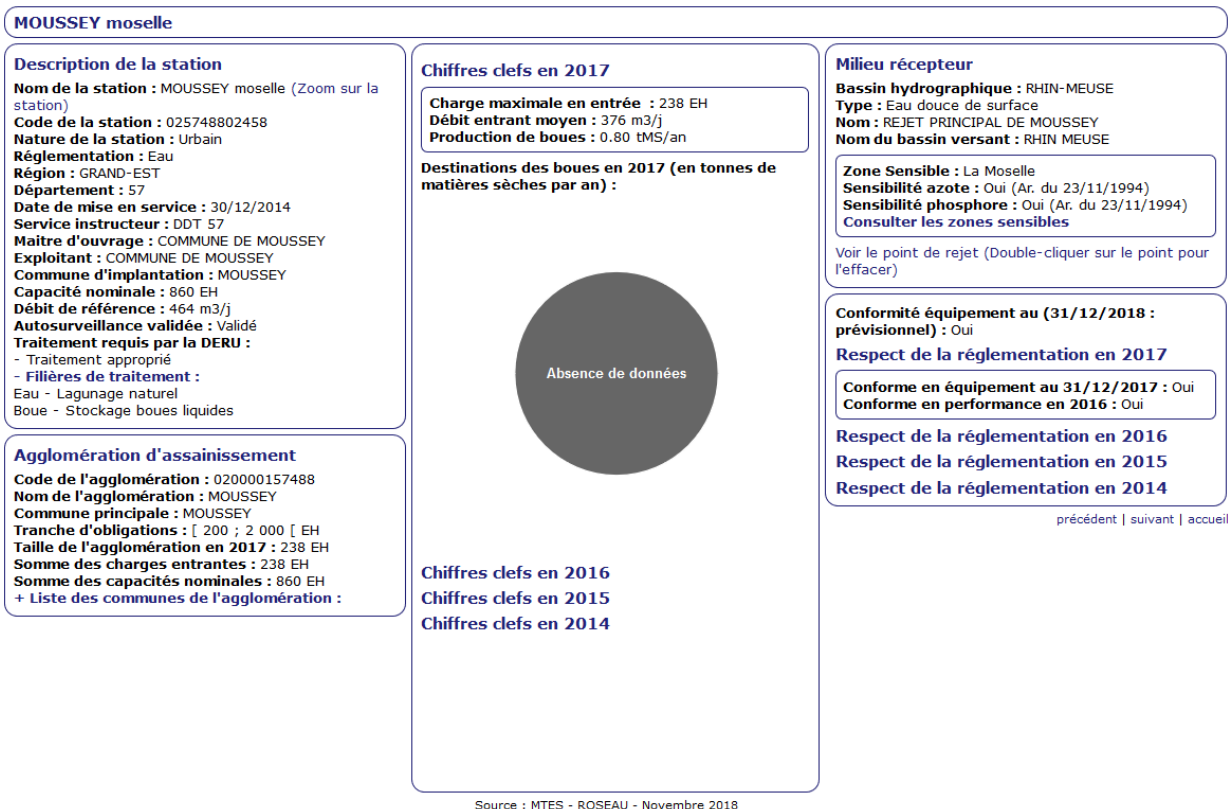 MOUSSEY moselle
Description de la station
Nom de la station : MOUSSEY moselle (Zoom sur la
station)
Code de la station : 025748802458
Nature de la station : Urbain
Réglementation : Eau
Région : GRAND-EST
Département : 57
Date de mise en service : 30/12/2014
Service instructeur : DDT 57
Maitre d'ouvrage : COMMUNE DE MOUSSEY
Exploitant : COMMUNE DE MOUSSEY
Commune d'implantation : MOUSSEY
Capacité nominale : 860 EH
Débit de référence : 464 m3/j
Autosurveillance validée : Validé
Traitement requis par la DERU :
- Traitement approprié
- Filières de traitement :
Eau - Lagunage naturel
Boue - Stockage boues liquides
Agglomération d'assainissement
Code de l'agglomération : 020000157488
Nom de l'agglomération : MOUSSEY
Commune principale : MOUSSEY
Tranche d'obligations : [ 200 ; 2 000 [ EH
Taille de l'agglomération en 2017 : 238 EH
Somme des charges entrantes : 238 EH
Somme des capacités nominales : 860 EH
+ Liste des communes de l'agglomération :
Chiffres clefs en 2017
Charge maximale en entrée : 238 EH
Débit entrant moyen : 376 m3/j
Production de boues : 0.80 tMS/an
Destinations des boues en 2017 (en tonnes de
matières sèches par an) :
Absence de données
Chiffres clefs en 2016
Chiffres clefs en 2015
Chiffres clefs en 2014
Milieu récepteur
Bassin hydrographique : RHIN-MEUSE
Type : Eau douce de surface
Nom : REJET PRINCIPAL DE MOUSSEY
Nom du bassin versant : RHIN MEUSE
Zone Sensible : La Moselle
Sensibilité azote : Oui (Ar. du 23/11/1994)
Sensibilité phosphore : Oui (Ar. du 23/11/1994)
Consulter les zones sensibles
Voir le point de rejet (Double-cliquer sur le point pour
l'effacer)
Conformité équipement au (31/12/2018 :
prévisionnel) : Oui
Respect de la réglementation en 2017
Conforme en équipement au 31/12/2017 : Oui
Conforme en performance en 2016 : Oui
Respect de la réglementation en 2016
Respect de la réglementation en 2015
Respect de la réglementation en 2014
précédent | suivant | accueil
Source : MTES - ROSEAU - Novembre 2018